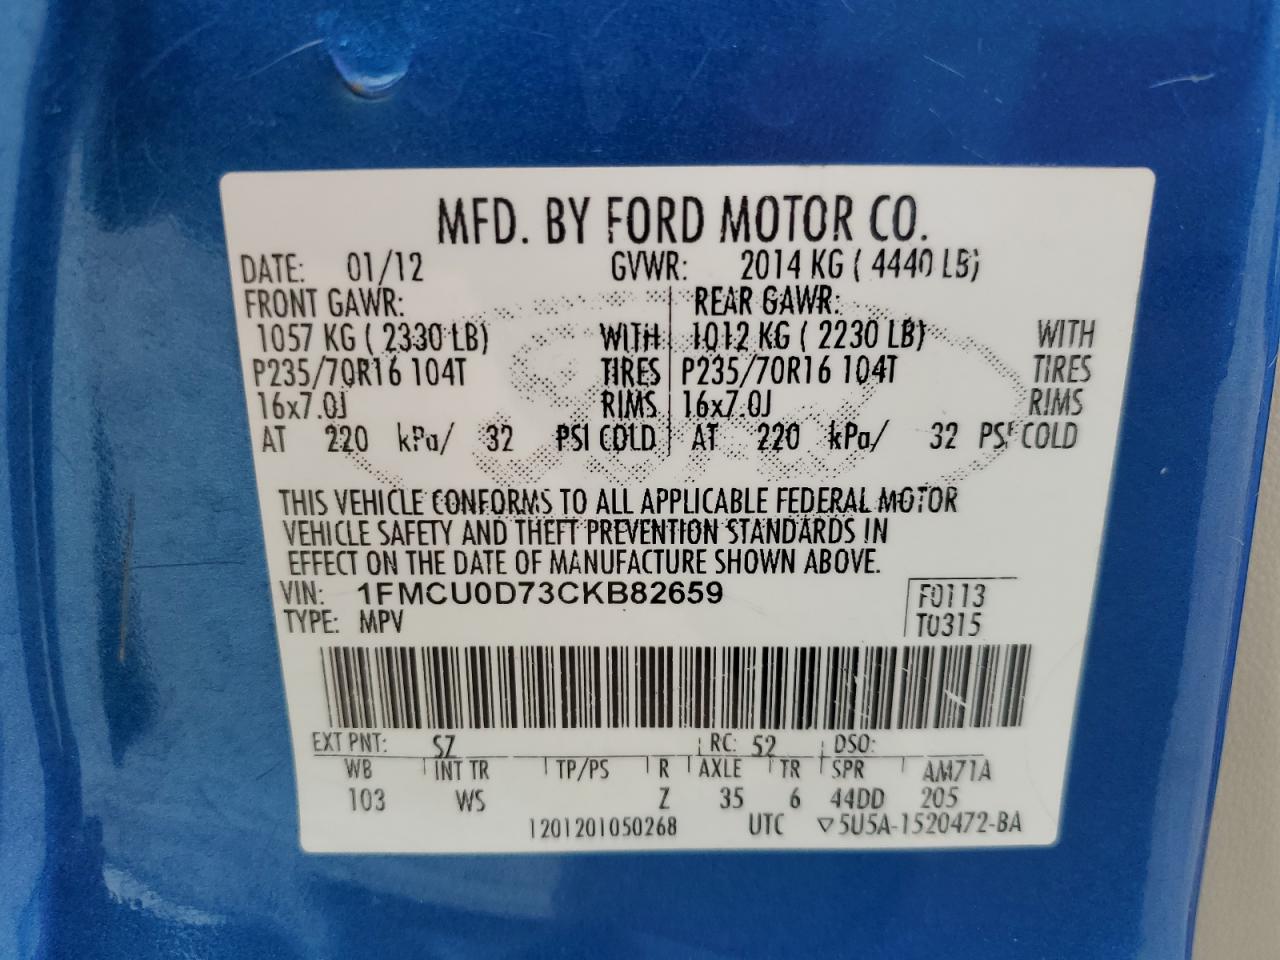 MFD. BY FORD MOTOR CO.
DATE: 01/12 GVWR: 2014 KG ( 4440 LB)
FRONT GAWR: REAR GAWR:
1057 KG ( 2330 LB) WITH 1012 KG ( 2230 LB) WITH
P235/70R16 104T TIRES P235/70R16 104T TIRES
16x7.0J RIMS 16x7.0J RIMS
AT 220 kPa/ 32 PSI COLD AT 220 kPa/ 32 PSI COLD
THIS VEHICLE CONFORMS TO ALL APPLICABLE FEDERAL MOTOR
VEHICLE SAFETY AND THEFT PREVENTION STANDARDS IN
EFFECT ON THE DATE OF MANUFACTURE SHOWN ABOVE.
VIN: 1FMCU0D73CKB82659 F0113
TYPE: MPV T0315
EXT PNT: SZ RC: 52 DSO:
WB INT TR TP/PS R AXLE TR SPR AM71A
103 WS Z 35 6 44DD 205
1201201050268 UTC ▽5U5A-1520472-BA